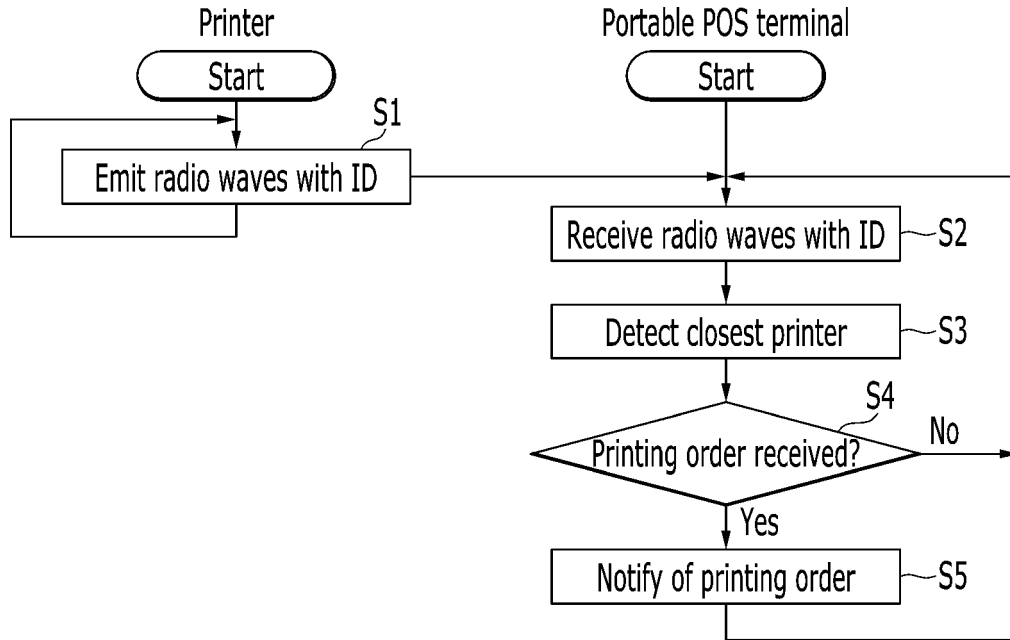 Printer
Start
S1
Emit radio waves with ID
Portable POS terminal
Start
Receive radio waves with ID
S2
Detect closest printer
S3
S4
Printing order received?
No
Yes
Notify of printing order
S5